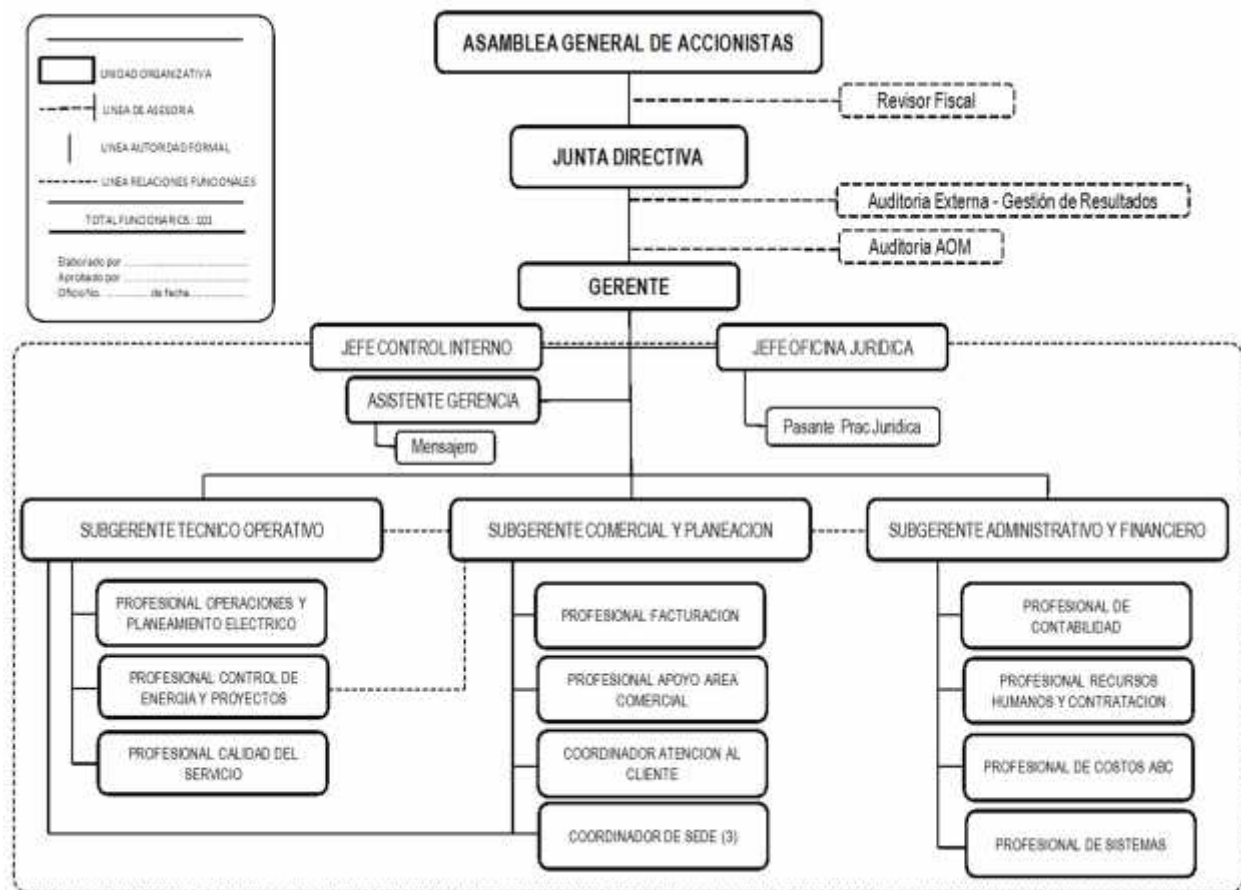 ASAMBLEA GENERAL DE ACCIONISTAS
UNIDAD ORGANIZATIVA
LINEA DE ASESORIA
LINEA AUTORIDAD FORMAL
LINEA RELACIONES FUNCIONALES
TOTAL FUNCIONARIOS: 103
Elaborado por
Aprobado por
Oficio No. de fecha
Revisor Fiscal
JUNTA DIRECTIVA
Auditoria Externa - Gestión de Resultados
Auditoria AOM
GERENTE
JEFE CONTROL INTERNO
JEFE OFICINA JURIDICA
ASISTENTE GERENCIA
Mensajero
Pasante Prac Juridica
SUBGERENTE TECNICO OPERATIVO
SUBGERENTE COMERCIAL Y PLANEACION
SUBGERENTE ADMINISTRATIVO Y FINANCIERO
PROFESIONAL OPERACIONES Y
PLANEAMIENTO ELECTRICO
PROFESIONAL CONTROL DE
ENERGIA Y PROYECTOS
PROFESIONAL CALIDAD DEL
SERVICIO
PROFESIONAL FACTURACION
PROFESIONAL APOYO AREA
COMERCIAL
COORDINADOR ATENCION AL
CLIENTE
COORDINADOR DE SEDE (3)
PROFESIONAL DE
CONTABILIDAD
PROFESIONAL RECURSOS
HUMANOS Y CONTRATACION
PROFESIONAL DE COSTOS ABC
PROFESIONAL DE SISTEMAS